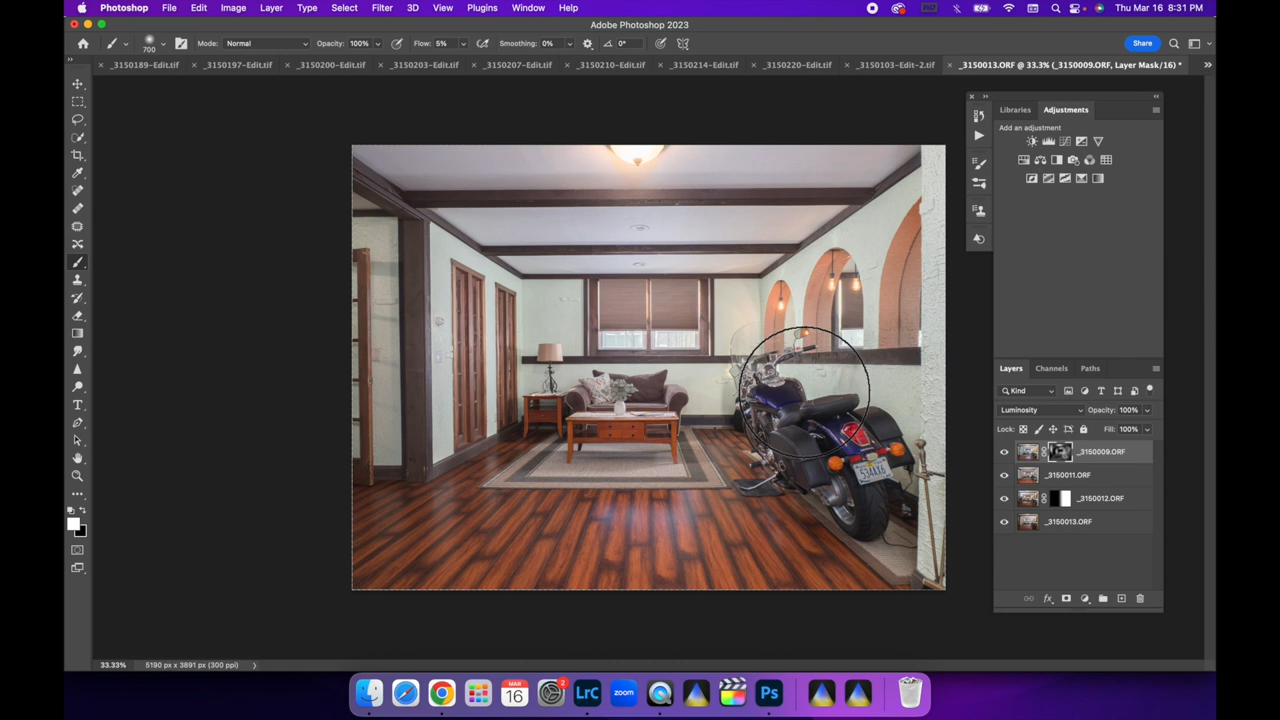 Photoshop File Edit Image Layer Type Select Filter 3D View Plugins Window Help Thu Mar 16 8:31 PM
Adobe Photoshop 2023
700 Mode: Normal Opacity: 100% Flow: 5% Smoothing: 0% 0° Share
_3150189-Edit.tif _3150197-Edit.tif _3150200-Edit.tif _3150203-Edit.tif _3150207-Edit.tif _3150210-Edit.tif _3150214-Edit.tif _3150220-Edit.tif _3150103-Edit-2.tif _3150013.ORF @ 33.3% (_3150009.ORF, Layer Mask/16) *
Libraries Adjustments
Add an adjustment
Layers Channels Paths
Kind
Luminosity Opacity: 100%
Lock: Fill: 100%
_3150009.ORF
_3150011.ORF
_3150012.ORF
_3150013.ORF
534AX6
33.33% 5190 px x 3891 px (300 ppi)
MAR
16
2
LrC
zoom
Ps